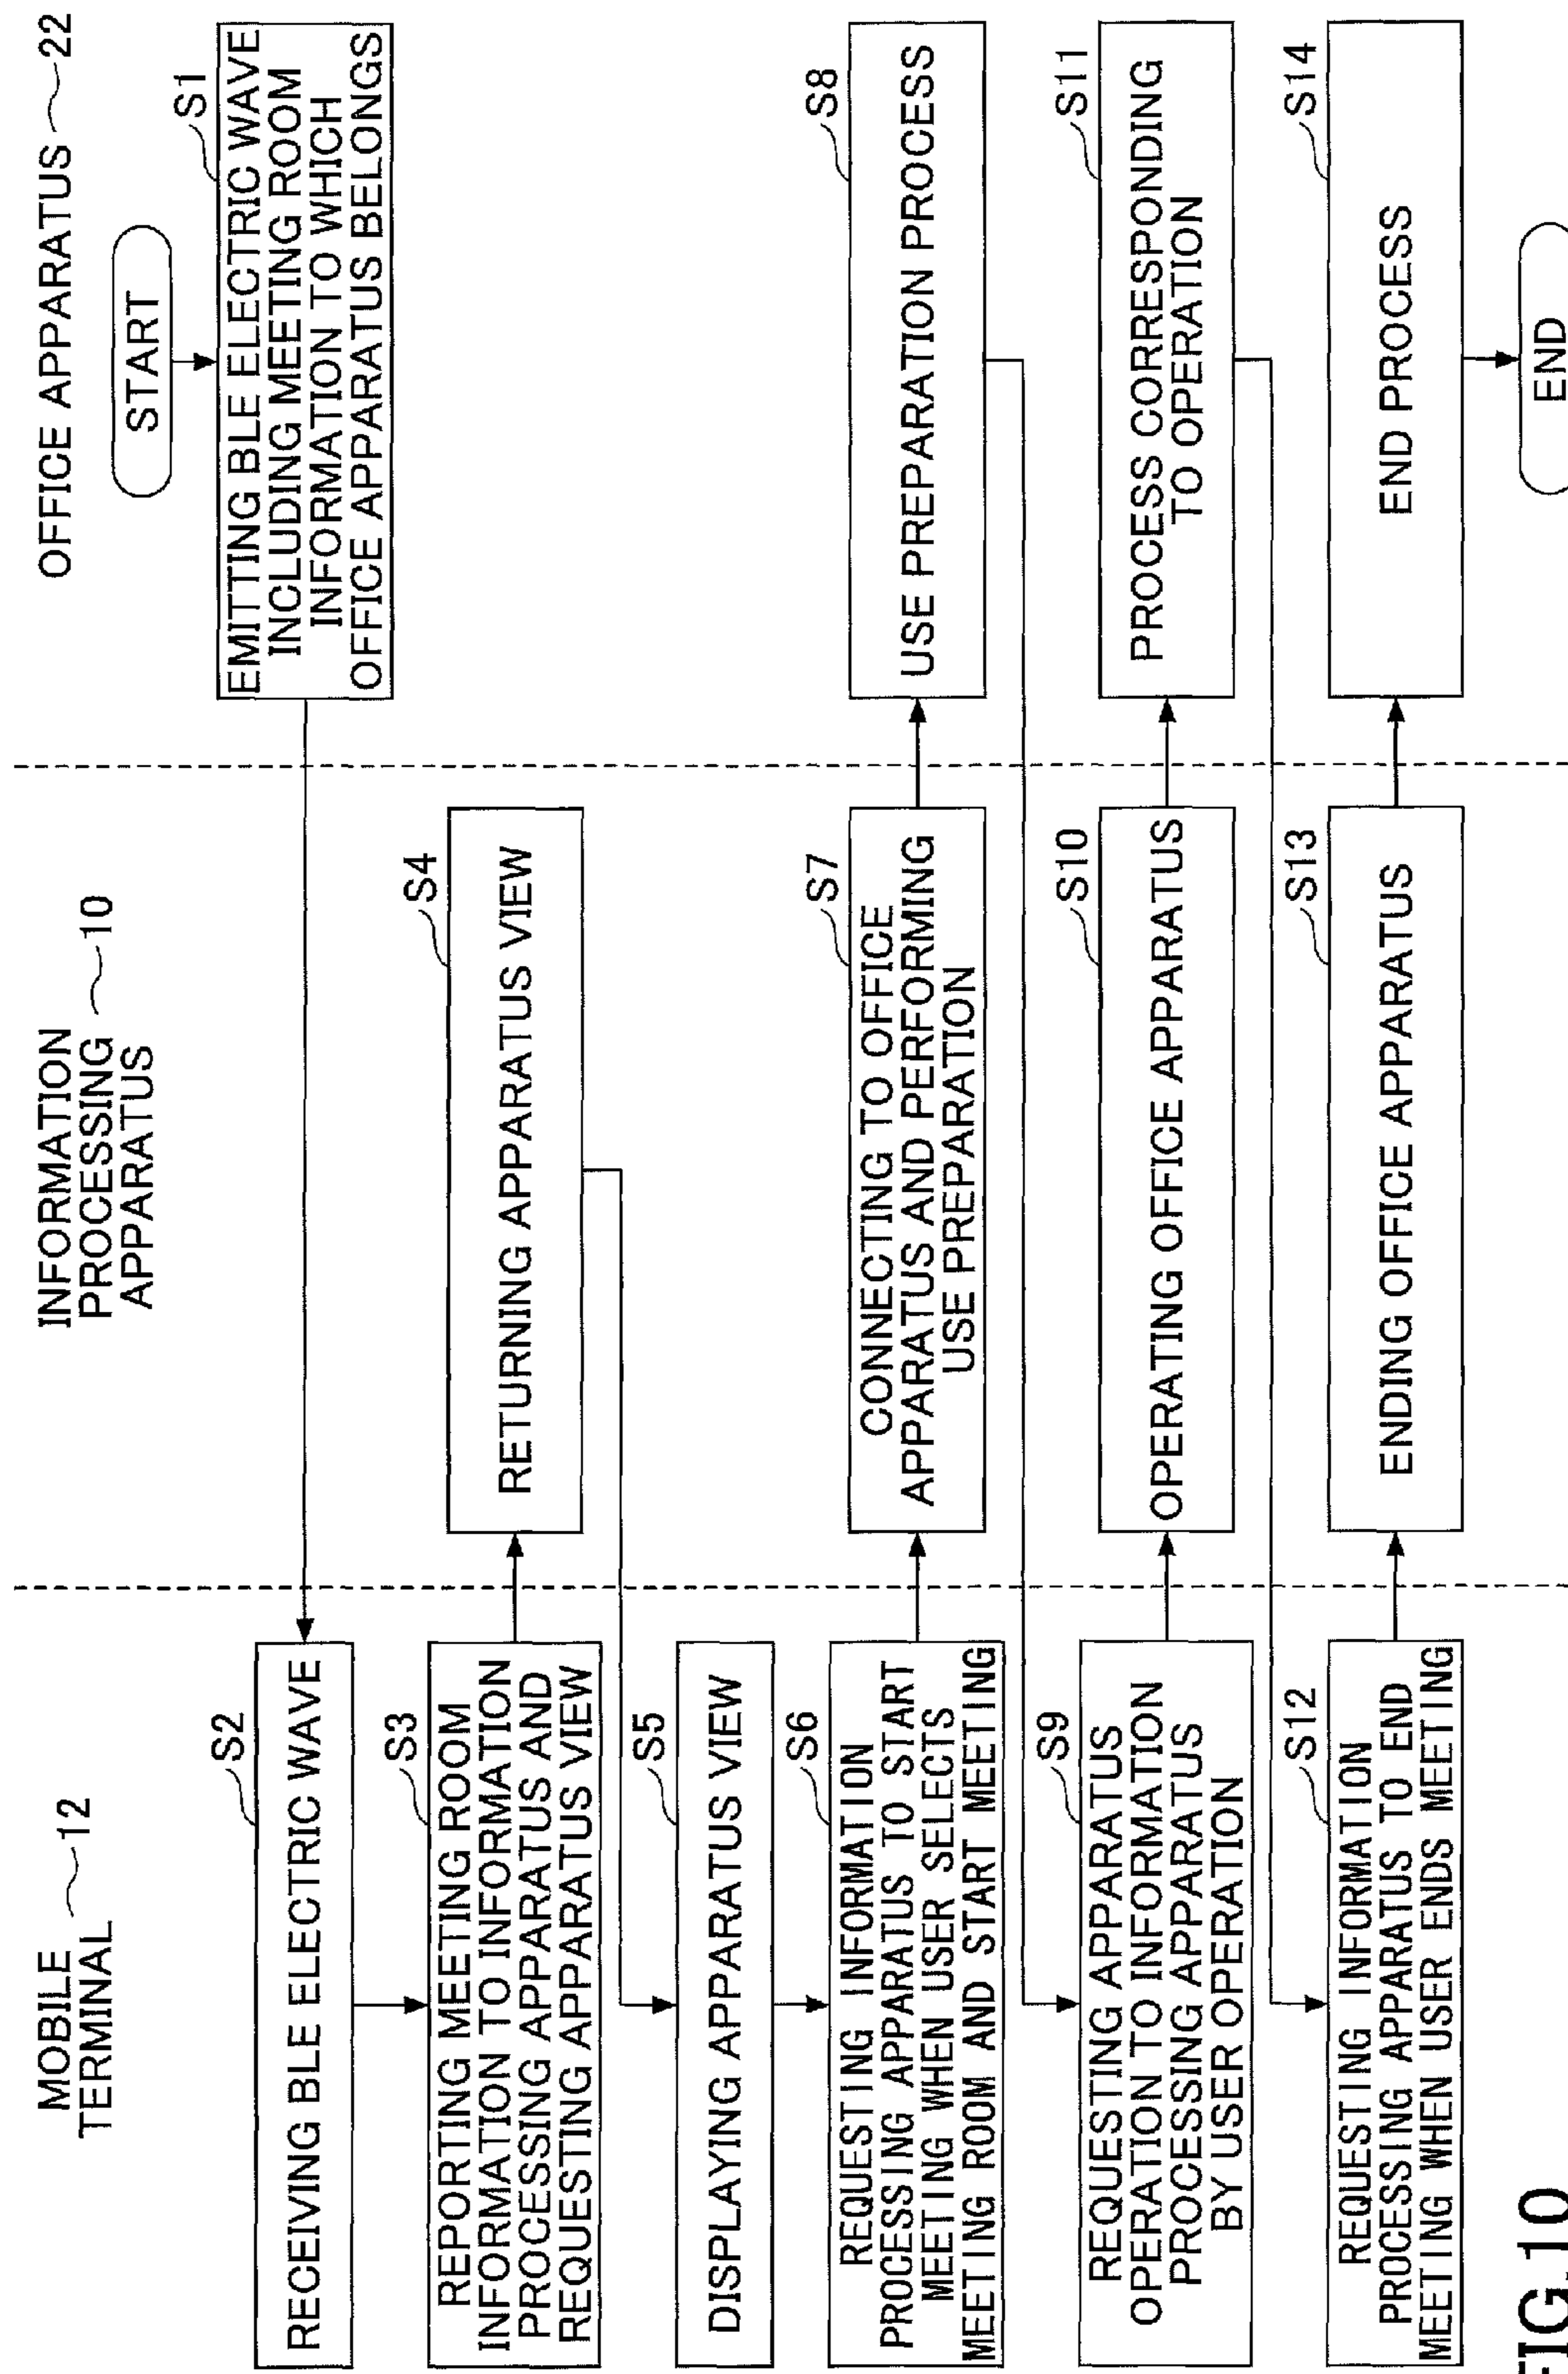 FIG.10
MOBILE
TERMINAL ~12
INFORMATION
PROCESSING ~10
APPARATUS
OFFICE APPARATUS ~22
START
S1
EMITTING BLE ELECTRIC WAVE
INCLUDING MEETING ROOM
INFORMATION TO WHICH
OFFICE APPARATUS BELONGS
S2
RECEIVING BLE ELECTRIC WAVE
S3
REPORTING MEETING ROOM
INFORMATION TO INFORMATION
PROCESSING APPARATUS AND
REQUESTING APPARATUS VIEW
S4
RETURNING APPARATUS VIEW
S5
DISPLAYING APPARATUS VIEW
S6
REQUESTING INFORMATION
PROCESSING APPARATUS TO START
MEETING WHEN USER SELECTS
MEETING ROOM AND START MEETING
S7
CONNECTING TO OFFICE
APPARATUS AND PERFORMING
USE PREPARATION
S8
USE PREPARATION PROCESS
S9
REQUESTING APPARATUS
OPERATION TO INFORMATION
PROCESSING APPARATUS
BY USER OPERATION
S10
OPERATING OFFICE APPARATUS
S11
PROCESS CORRESPONDING
TO OPERATION
S12
REQUESTING INFORMATION
PROCESSING APPARATUS TO END
MEETING WHEN USER ENDS MEETING
S13
ENDING OFFICE APPARATUS
S14
END PROCESS
END